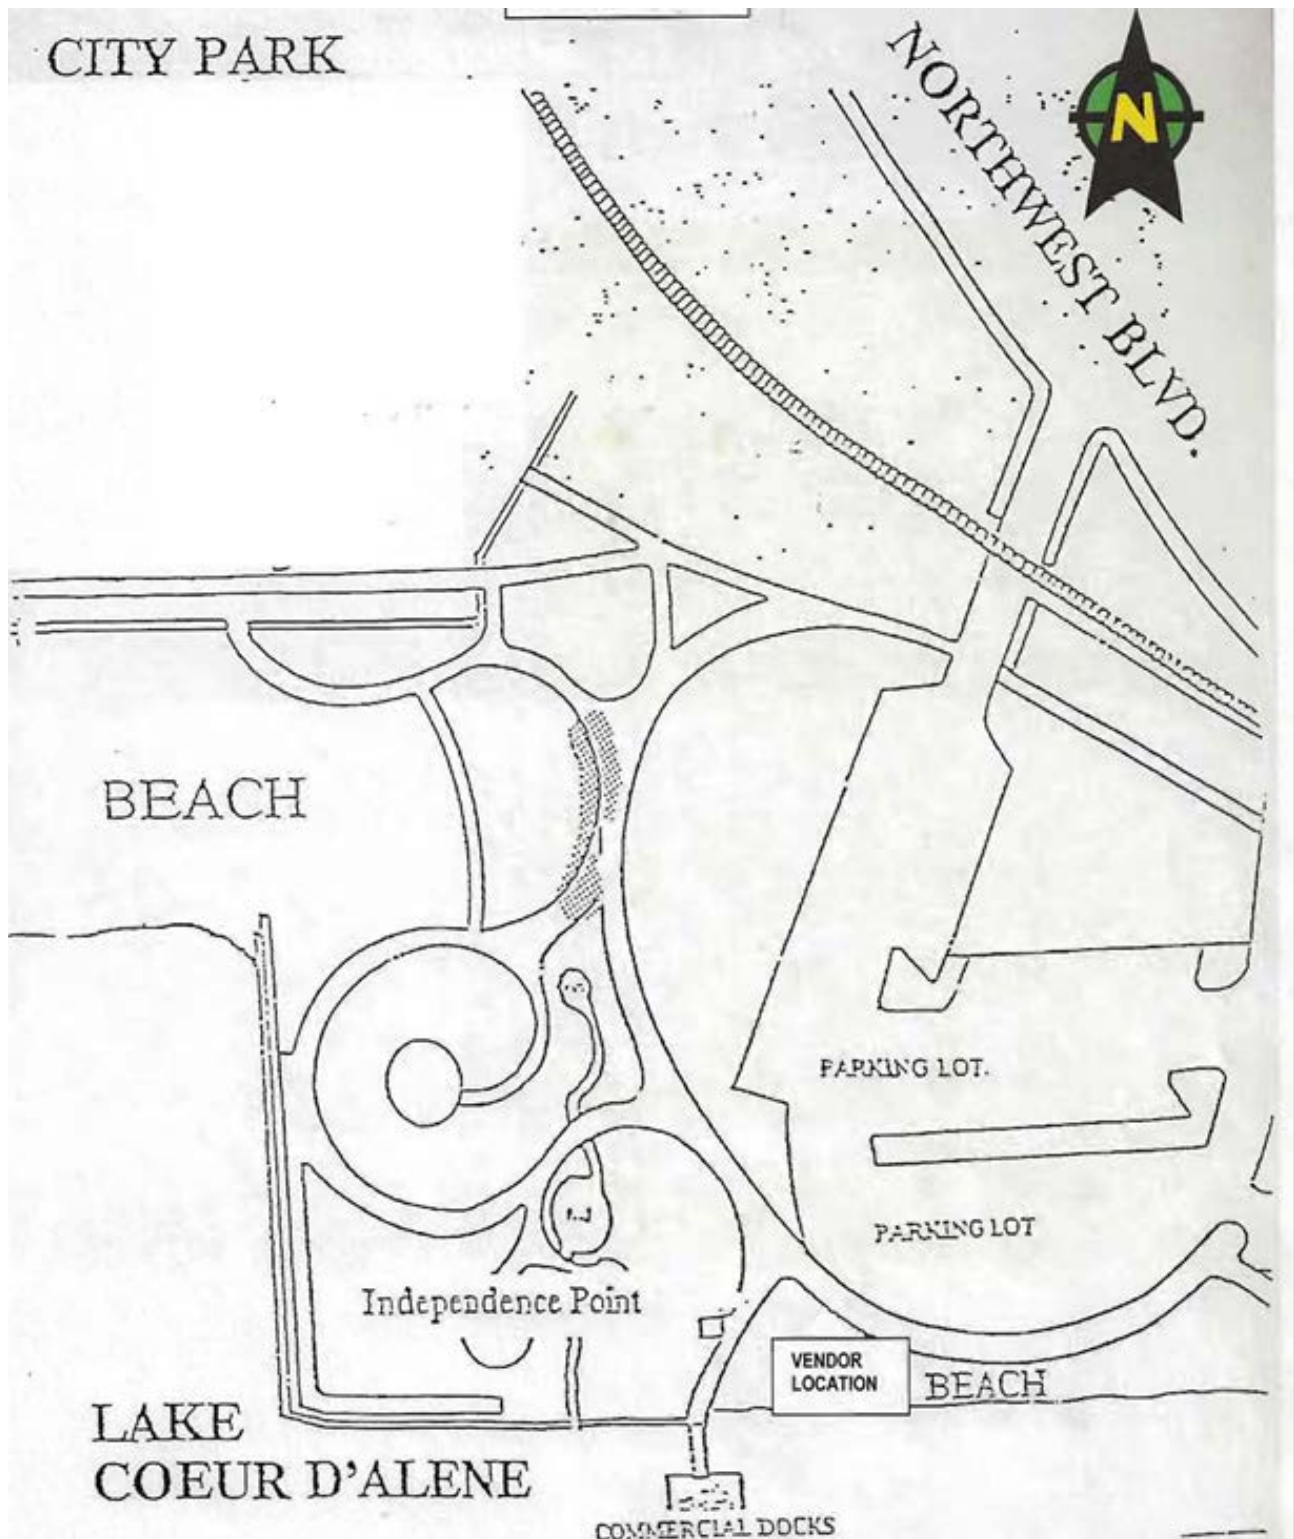 CITY PARK
N
NORTHWEST BLVD.
BEACH
PARKING LOT.
PARKING LOT
Independence Point
VENDOR
LOCATION
BEACH
LAKE
COEUR D'ALENE
COMMERCIAL DOCKS